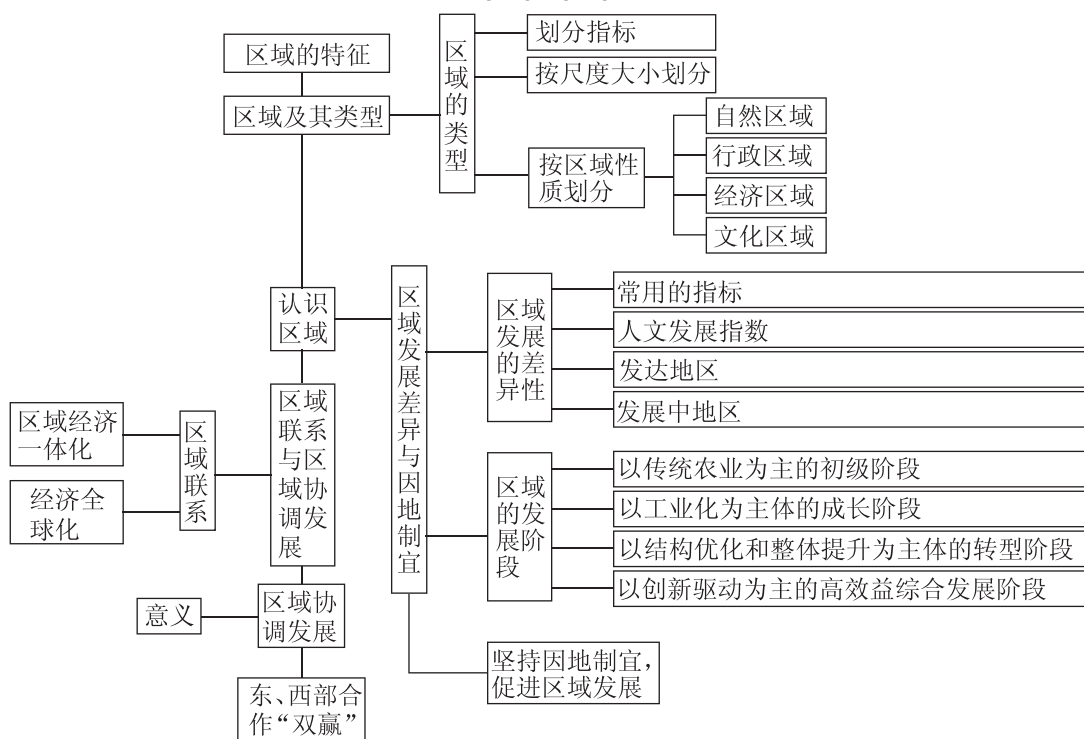 区域的特征
区域及其类型
区
域
的
类
型
划分指标
按尺度大小划分
按区域性
质划分
自然区域
行政区域
经济区域
文化区域
认识
区域
区
域
发
展
差
异
与
因
地
制
宜
区域
发展
的差
异性
常用的指标
人文发展指数
发达地区
发展中地区
区域
的发
展阶
段
以传统农业为主的初级阶段
以工业化为主体的成长阶段
以结构优化和整体提升为主体的转型阶段
以创新驱动为主的高效益综合发展阶段
坚持因地制宜，
促进区域发展
区域
联系
与区
域协
调发
展
区
域
联
系
区域经济
一体化
经济全
球化
区域协
调发展
意义
东、西部合
作“双赢”